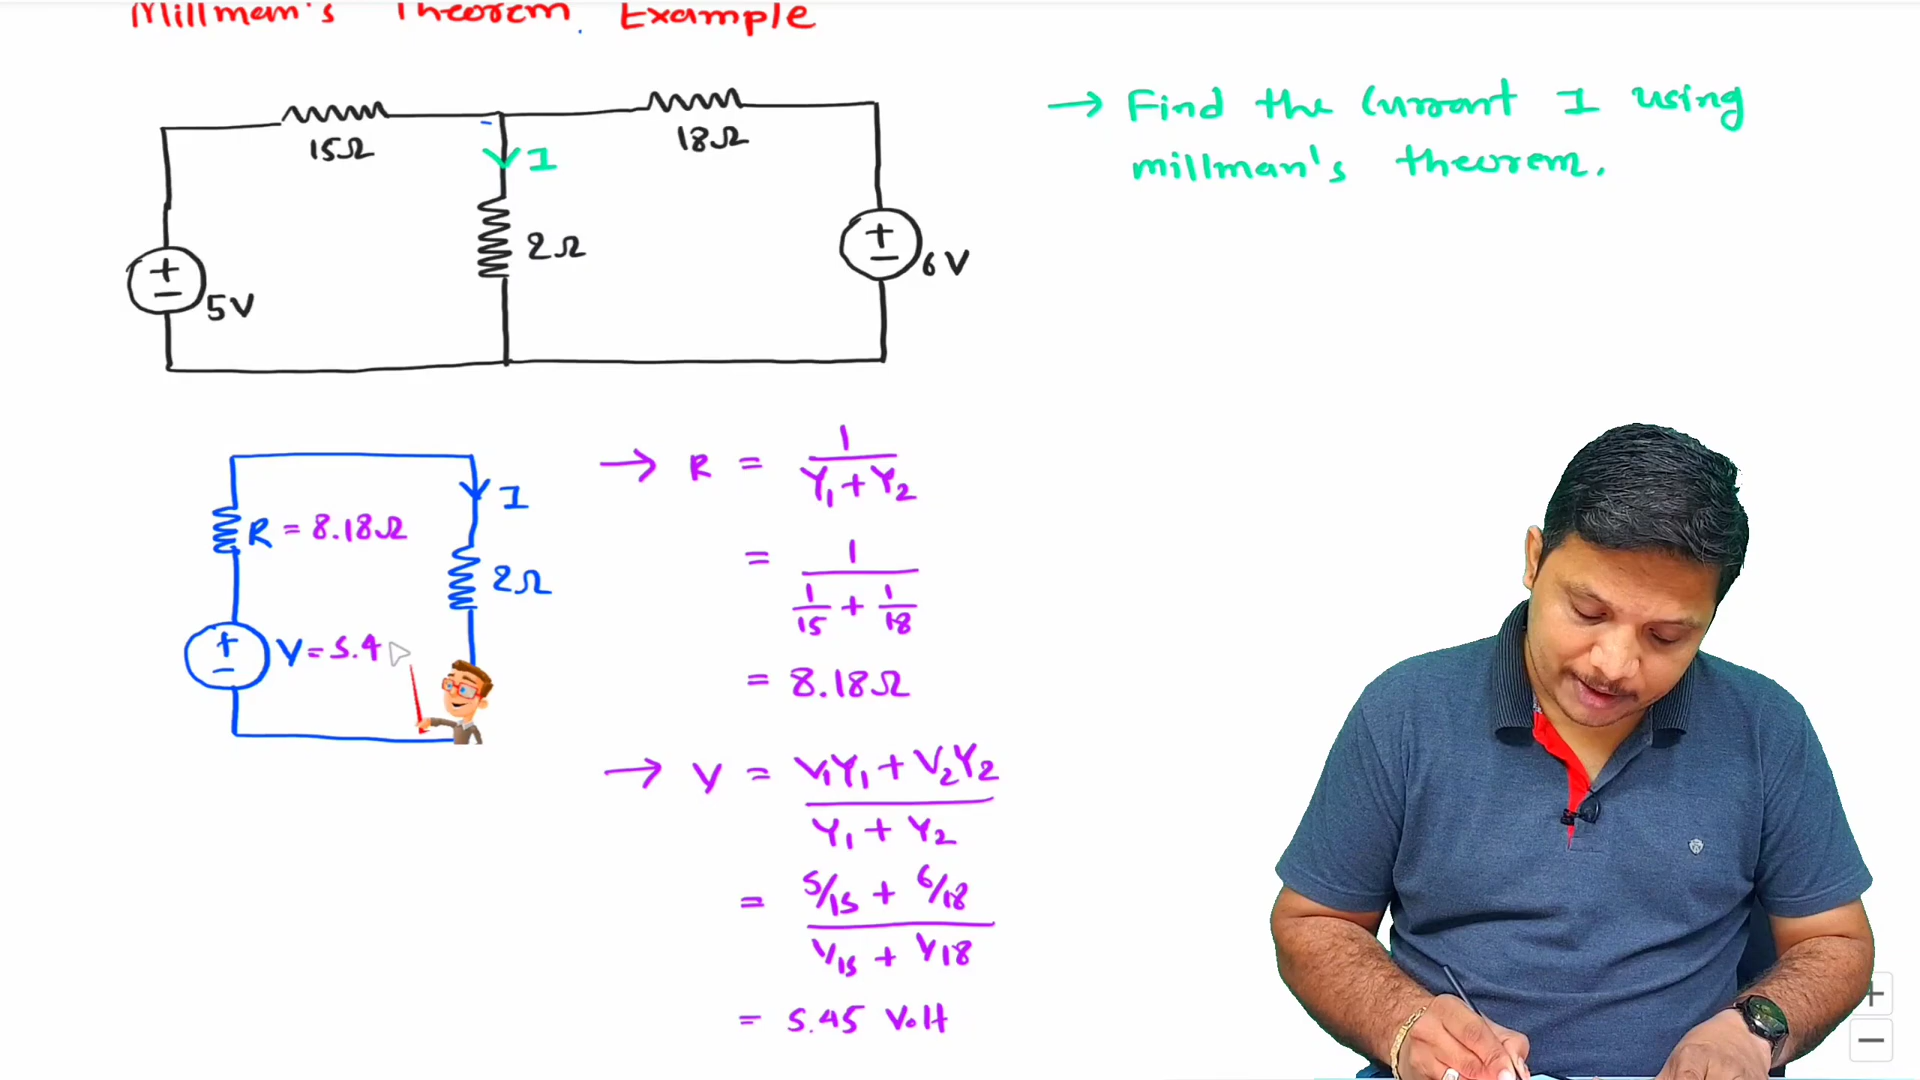 Millman's Theorem Example
15Ω
18Ω
I
2Ω
+
−
5V
+
−
6V
→ Find the Current I using
millman's theorem.
R = 8.18Ω
I
2Ω
+
−
V = 5.4
→ R = 1
Y1 + Y2
= 1
1/15 + 1/18
= 8.18Ω
→ V = V1Y1 + V2Y2
Y1 + Y2
= 5/15 + 6/18
1/15 + 1/18
= 5.45 Volt
+
−